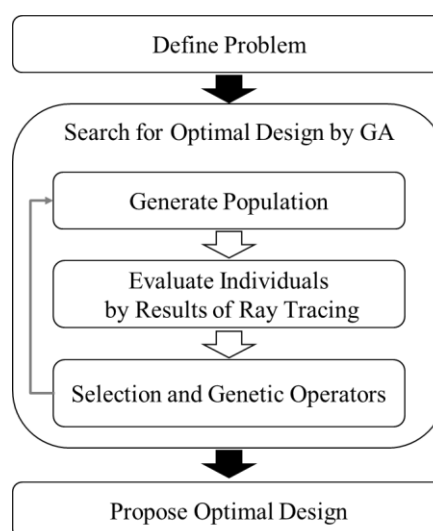 Define Problem
Search for Optimal Design by GA
Generate Population
Evaluate Individuals
by Results of Ray Tracing
Selection and Genetic Operators
Propose Optimal Design